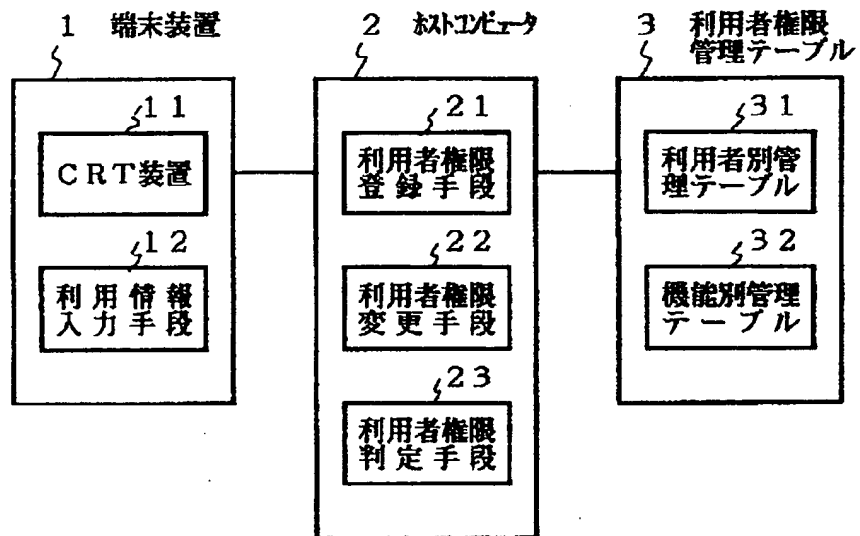 1 端末装置
2 ホストコンピュータ
3 利用者権限
管理テーブル
11
CRT装置
12
利用情報
入力手段
21
利用者権限
登録手段
22
利用者権限
変更手段
23
利用者権限
判定手段
31
利用者別管
理テーブル
32
機能別管理
テーブル